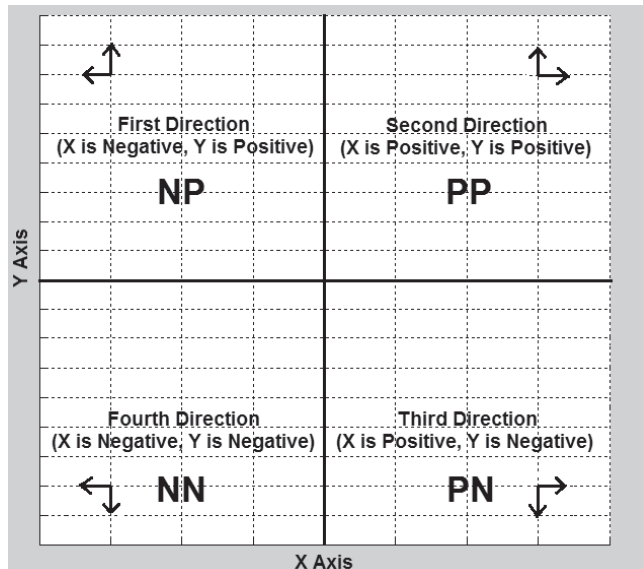 First Direction
(X is Negative, Y is Positive)
NP
Second Direction
(X is Positive, Y is Positive)
PP
Y Axis
Fourth Direction
(X is Negative, Y is Negative)
NN
Third Direction
(X is Positive, Y is Negative)
PN
X Axis